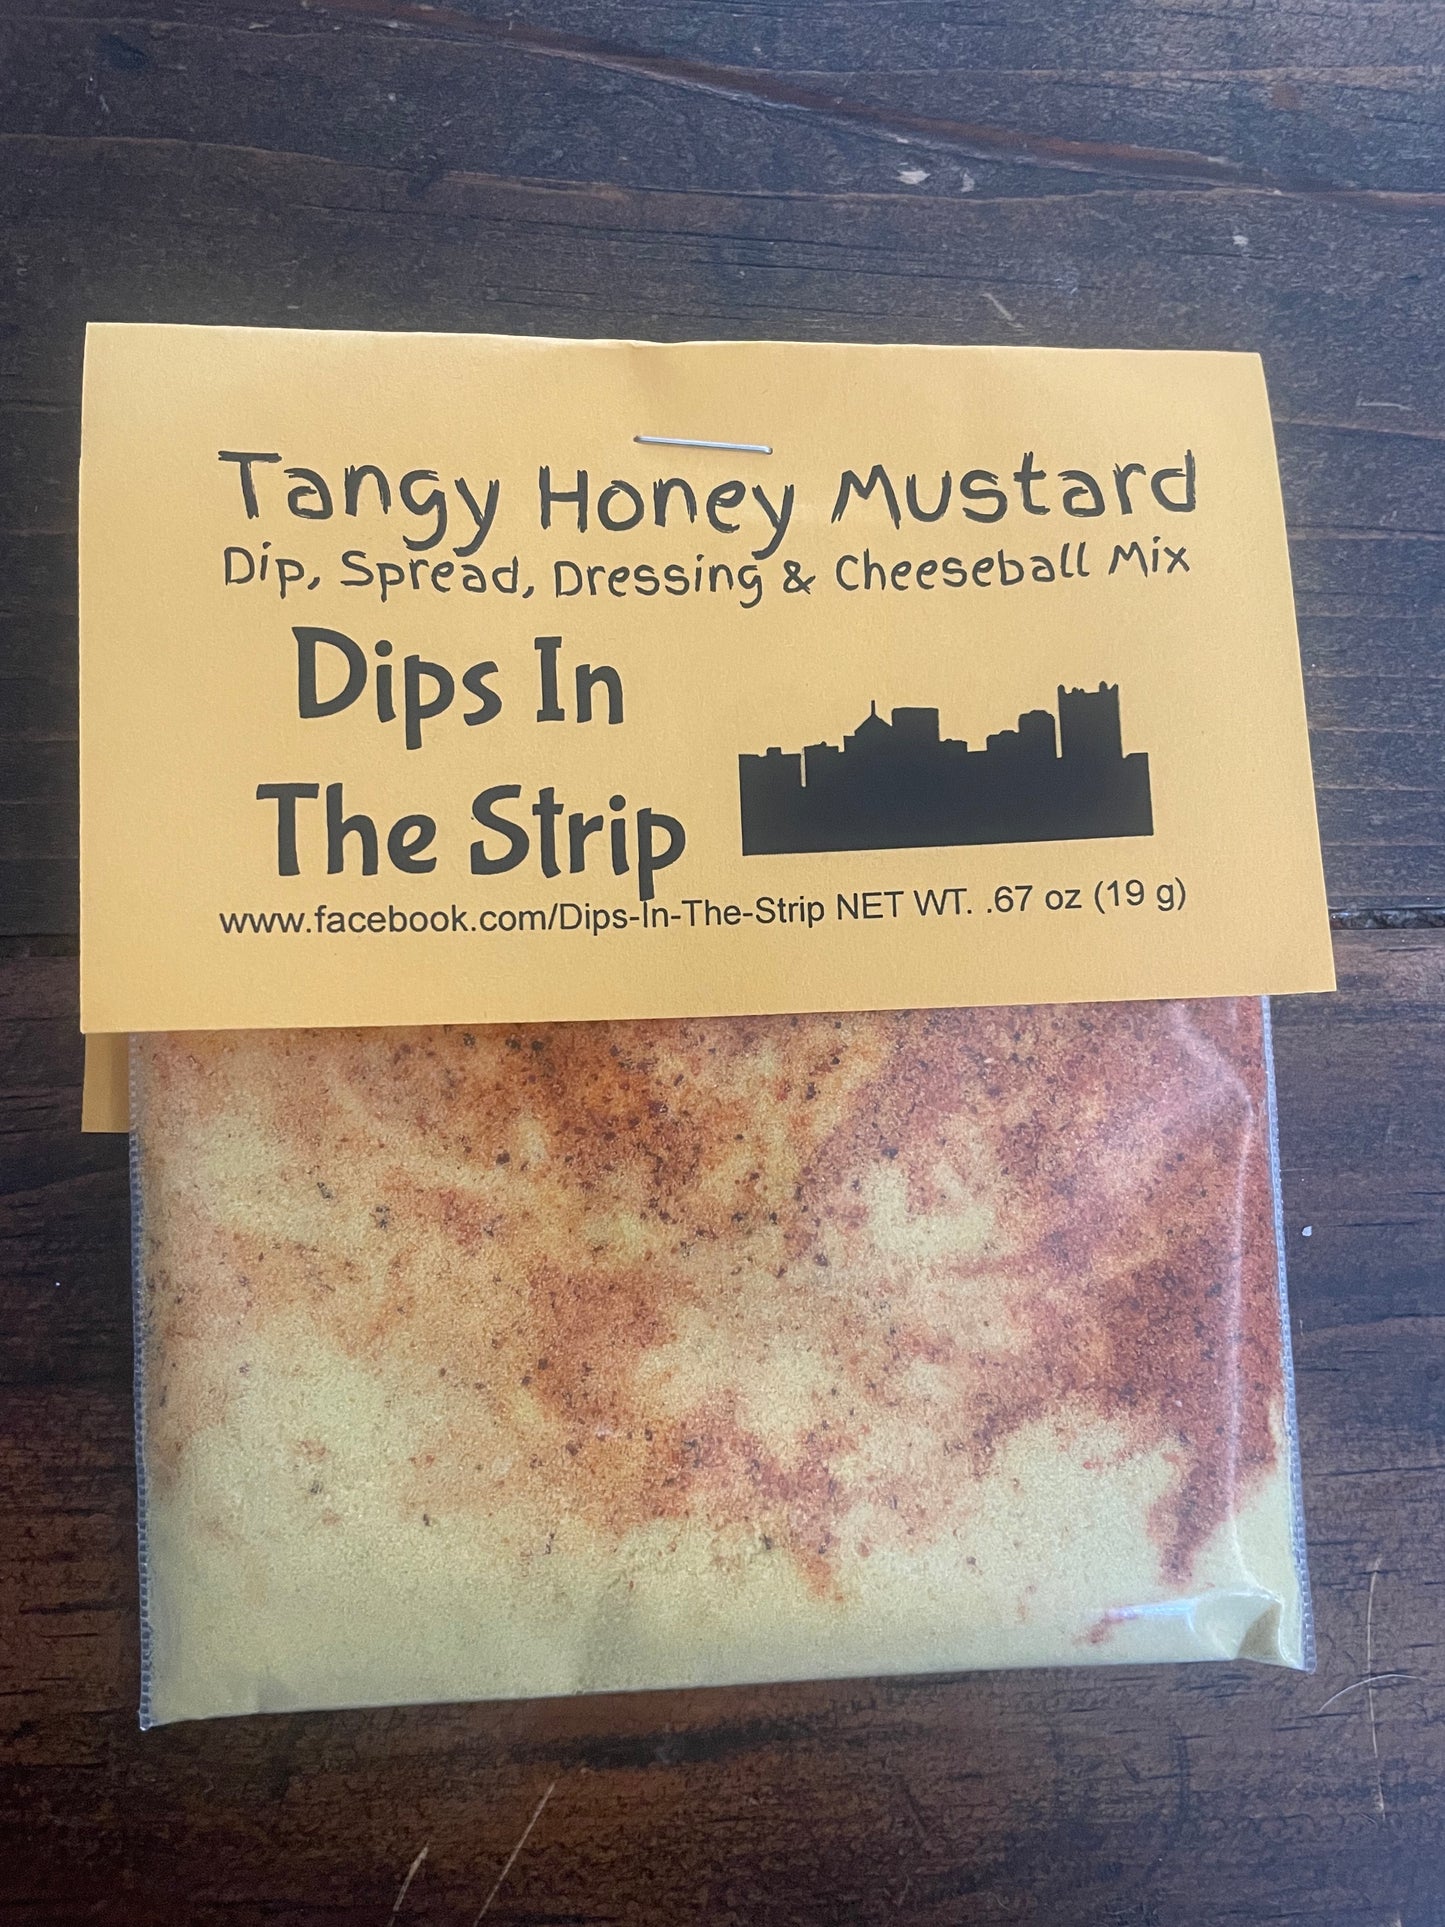 Tangy Honey Mustard
Dip, Spread, Dressing & Cheeseball Mix
Dips In
The Strip
www.facebook.com/Dips-In-The-Strip NET WT. .67 oz (19 g)